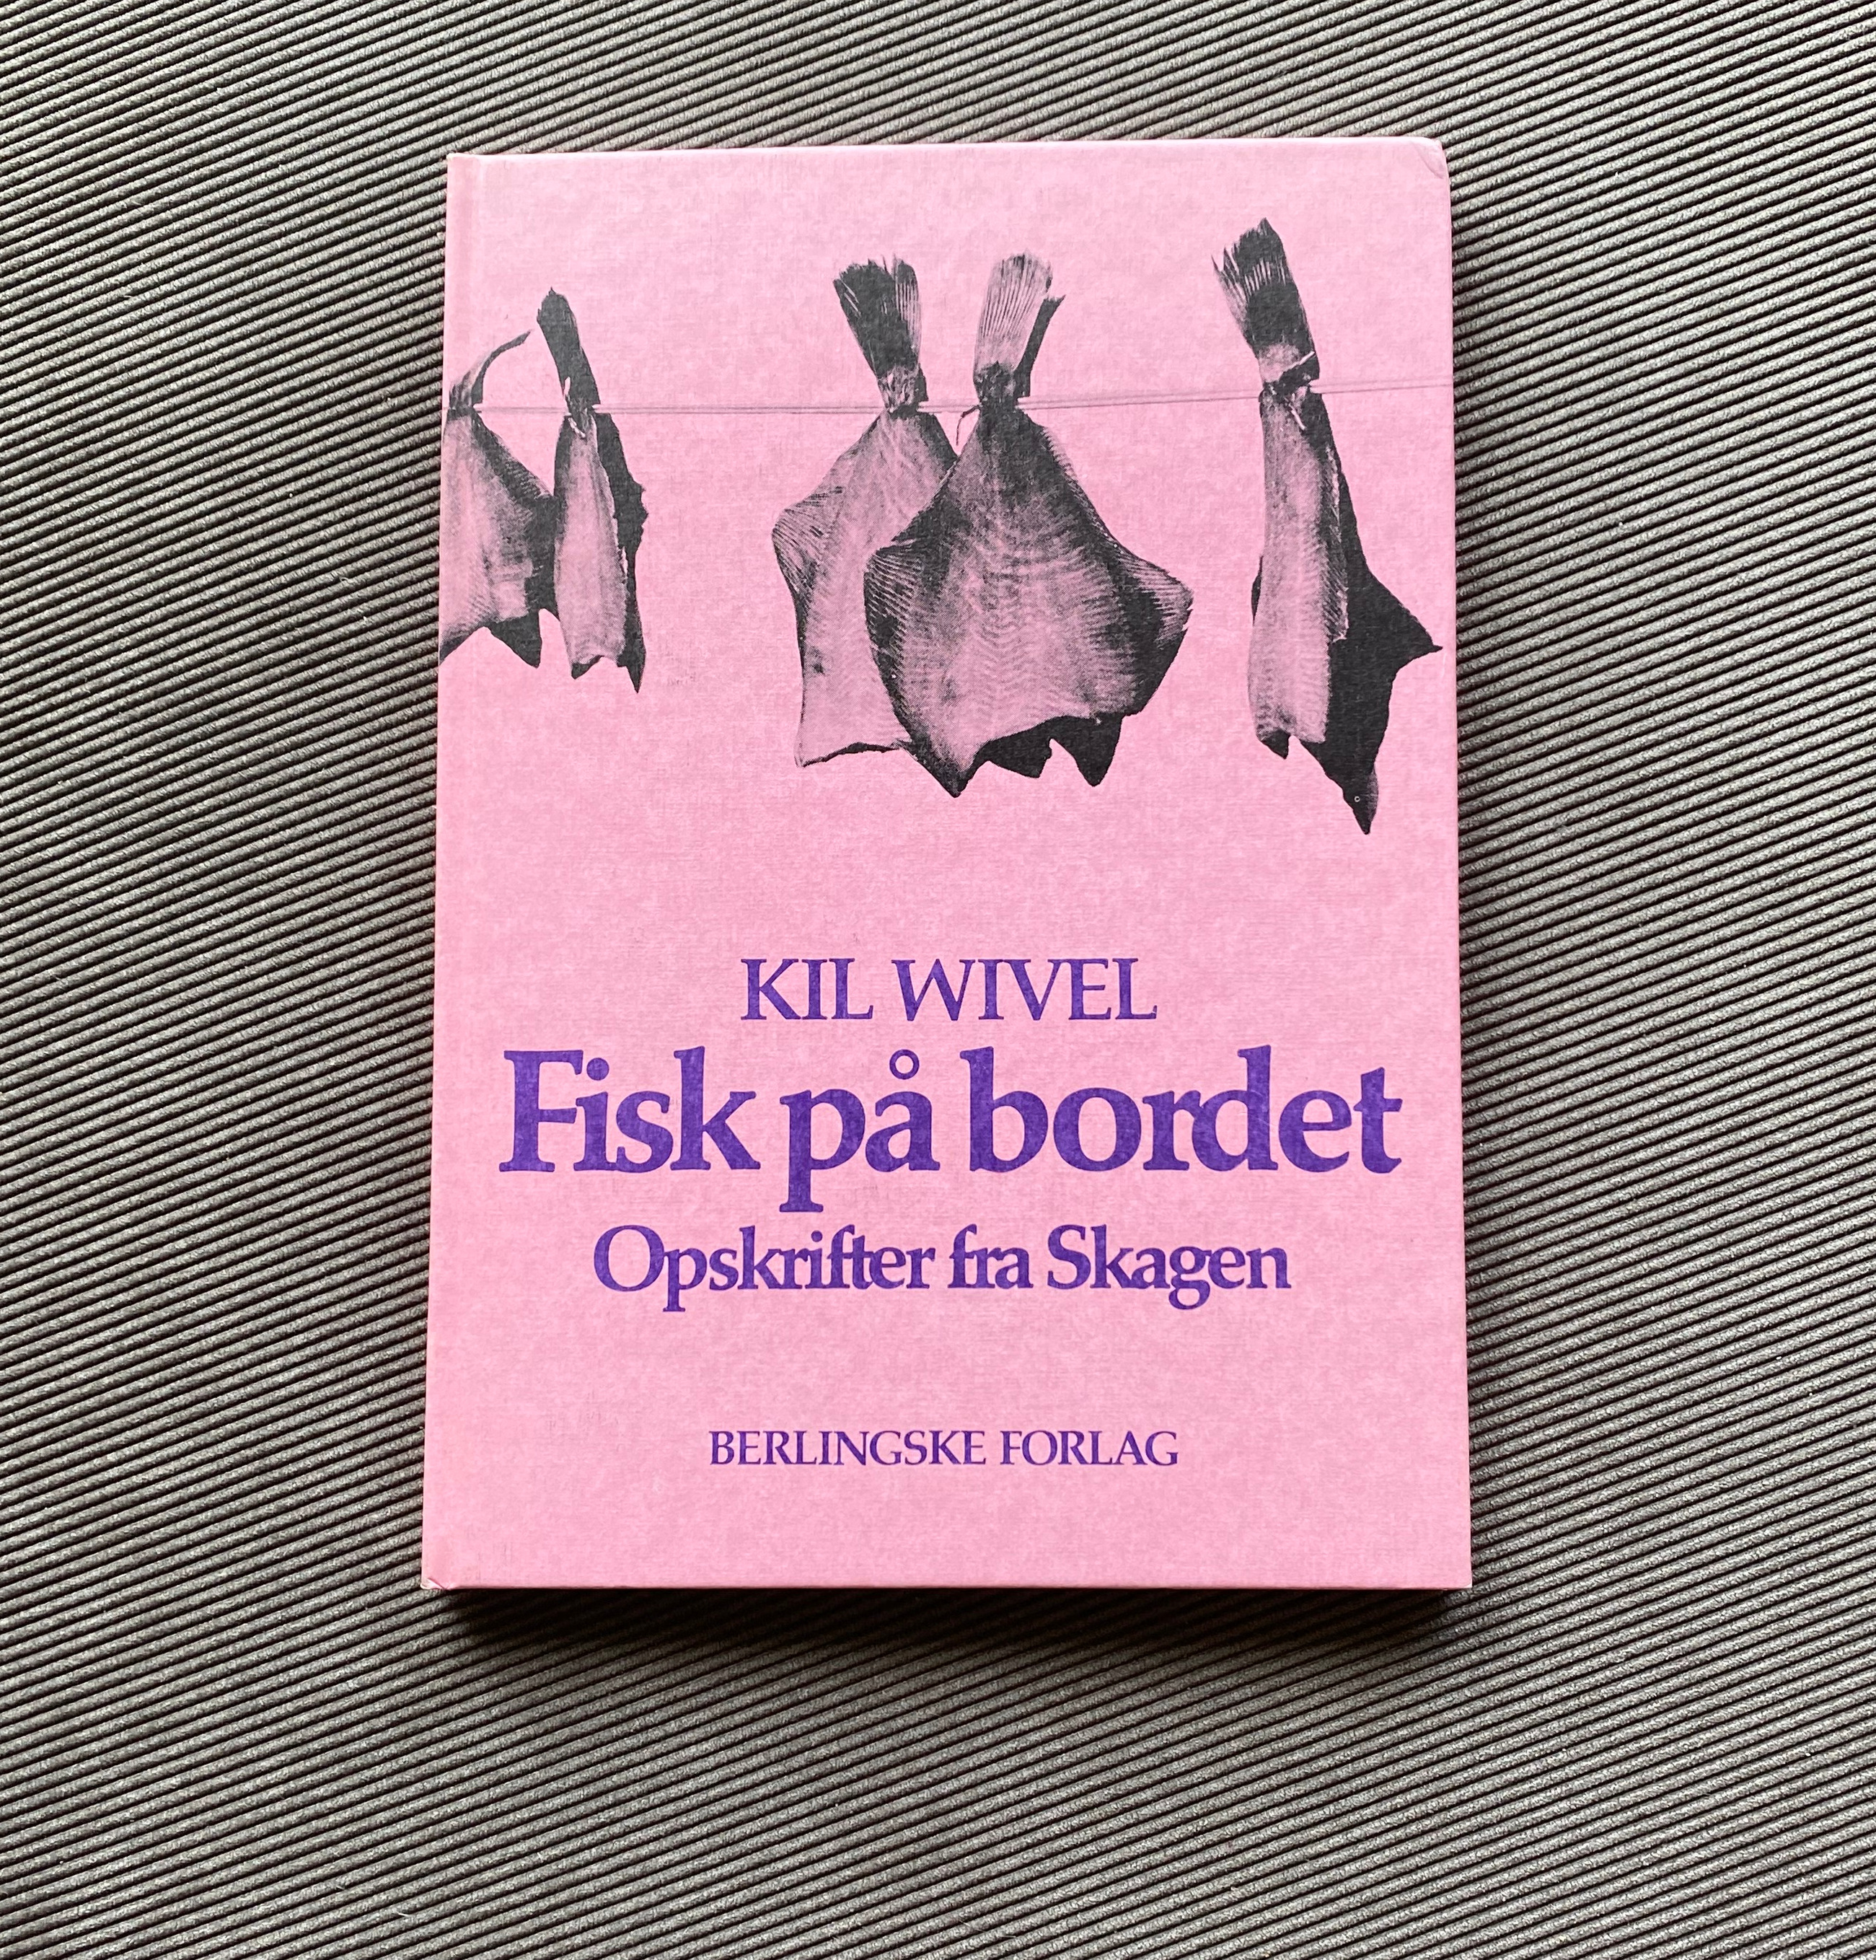 KIL WIVEL
Fisk på bordet
Opskrifter fra Skagen
BERLINGSKE FORLAG